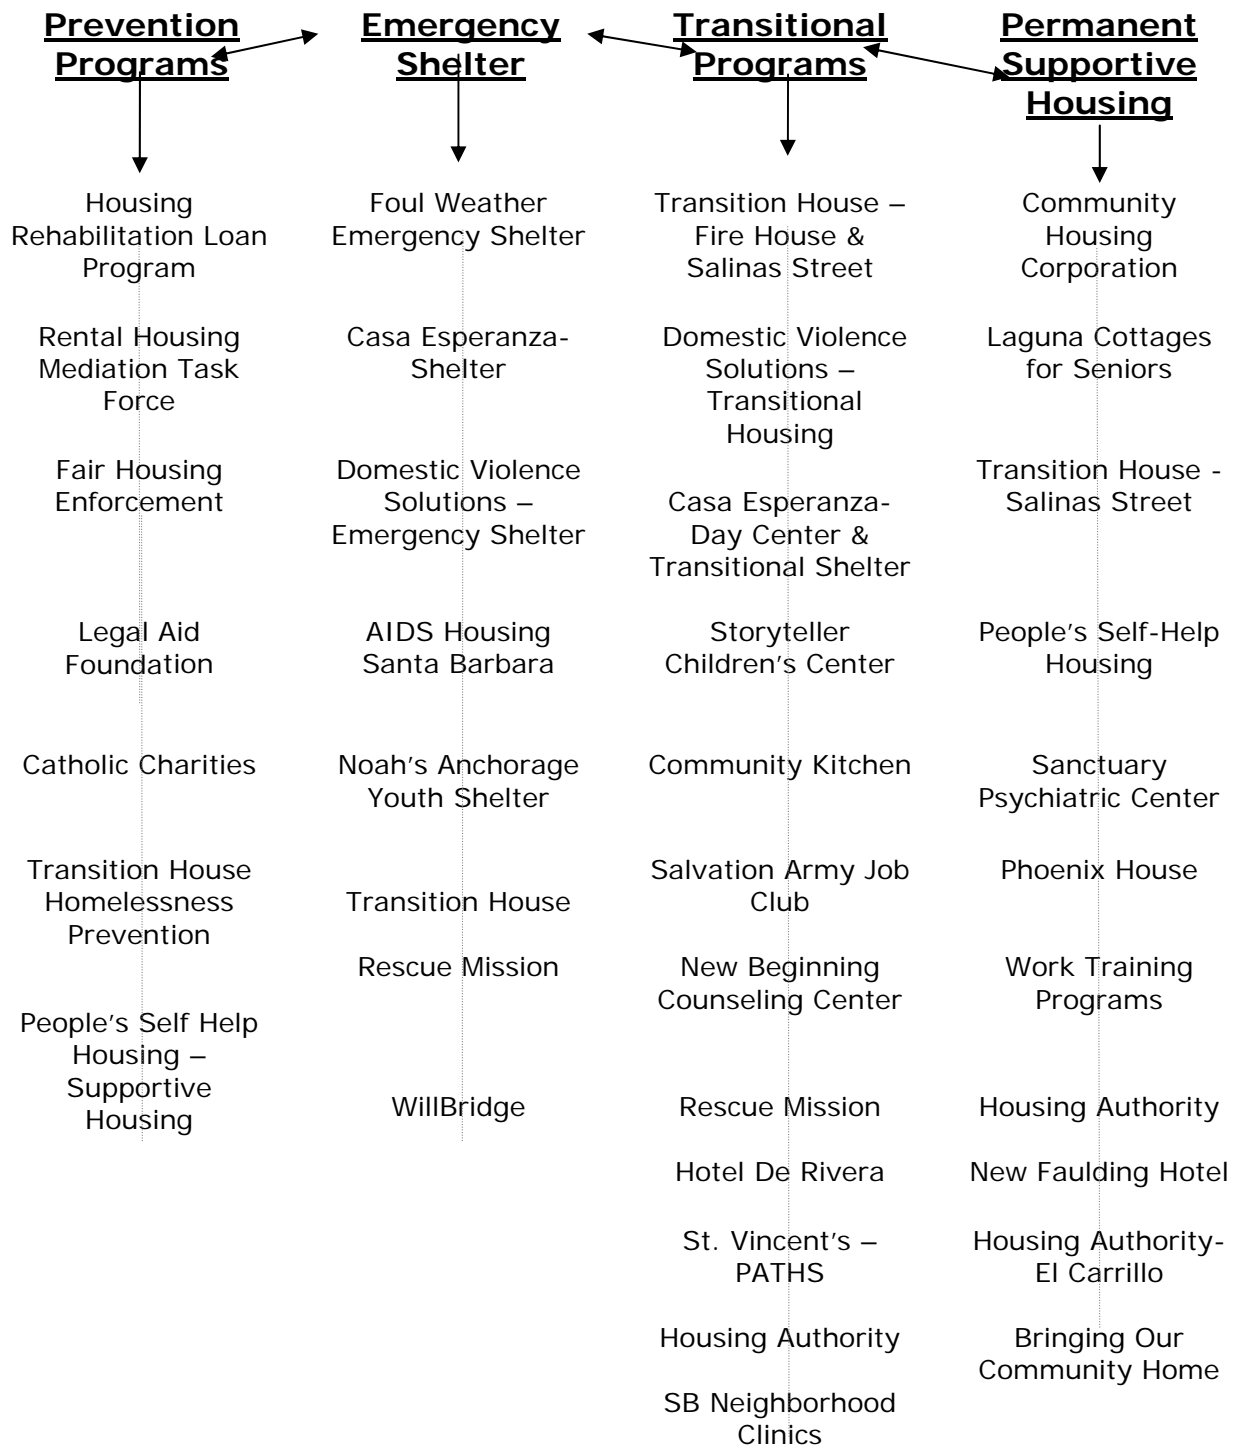 Prevention
Programs
Housing
Rehabilitation Loan
Program
Rental Housing
Mediation Task
Force
Fair Housing
Enforcement
Legal Aid
Foundation
Catholic Charities
Transition House
Homelessness
Prevention
People's Self Help
Housing –
Supportive
Housing
Emergency
Shelter
Foul Weather
Emergency Shelter
Casa Esperanza-
Shelter
Domestic Violence
Solutions –
Emergency Shelter
AIDS Housing
Santa Barbara
Noah's Anchorage
Youth Shelter
Transition House
Rescue Mission
WillBridge
Transitional
Programs
Transition House –
Fire House &
Salinas Street
Domestic Violence
Solutions –
Transitional
Housing
Casa Esperanza-
Day Center &
Transitional Shelter
Storyteller
Children's Center
Community Kitchen
Salvation Army Job
Club
New Beginning
Counseling Center
Rescue Mission
Hotel De Rivera
St. Vincent's –
PATHS
Housing Authority
SB Neighborhood
Clinics
Permanent
Supportive
Housing
Community
Housing
Corporation
Laguna Cottages
for Seniors
Transition House -
Salinas Street
People's Self-Help
Housing
Sanctuary
Psychiatric Center
Phoenix House
Work Training
Programs
Housing Authority
New Faulding Hotel
Housing Authority-
El Carrillo
Bringing Our
Community Home